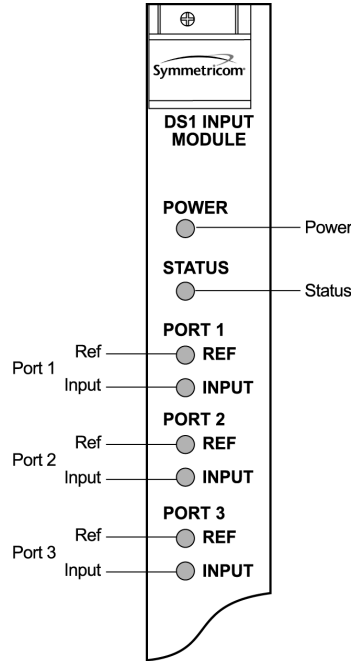 Symmetricom
DS1 INPUT
MODULE
POWER
Power
STATUS
Status
PORT 1
Port 1
Ref
REF
Input
INPUT
PORT 2
Port 2
Ref
REF
Input
INPUT
PORT 3
Port 3
Ref
REF
Input
INPUT